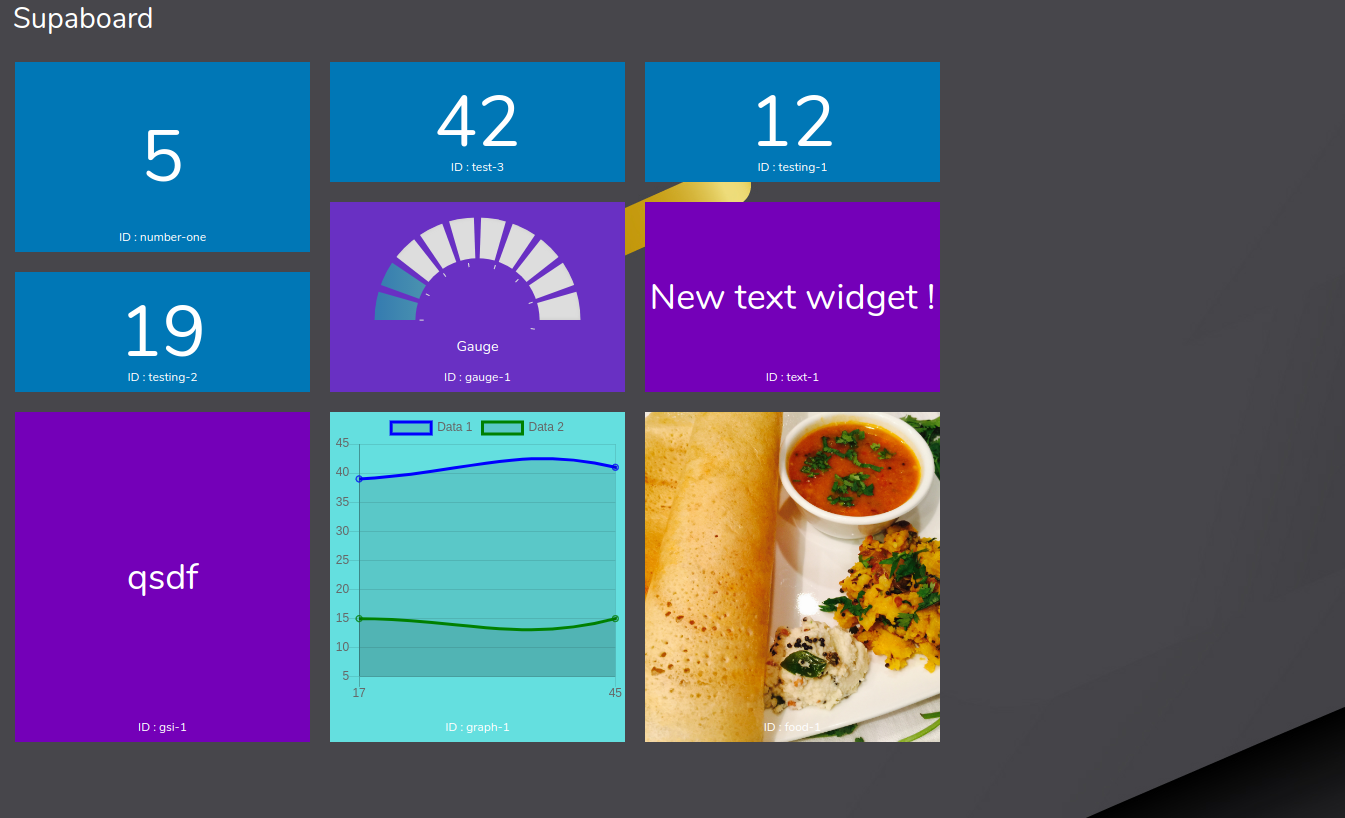 Supaboard
5
ID : number-one
42
ID : test-3
12
ID : testing-1
19
ID : testing-2
Gauge
ID : gauge-1
New text widget !
ID : text-1
qsdf
ID : gsi-1
Data 1 Data 2
45
40
35
30
25
20
15
10
5
17 45
ID : graph-1
ID : food-1